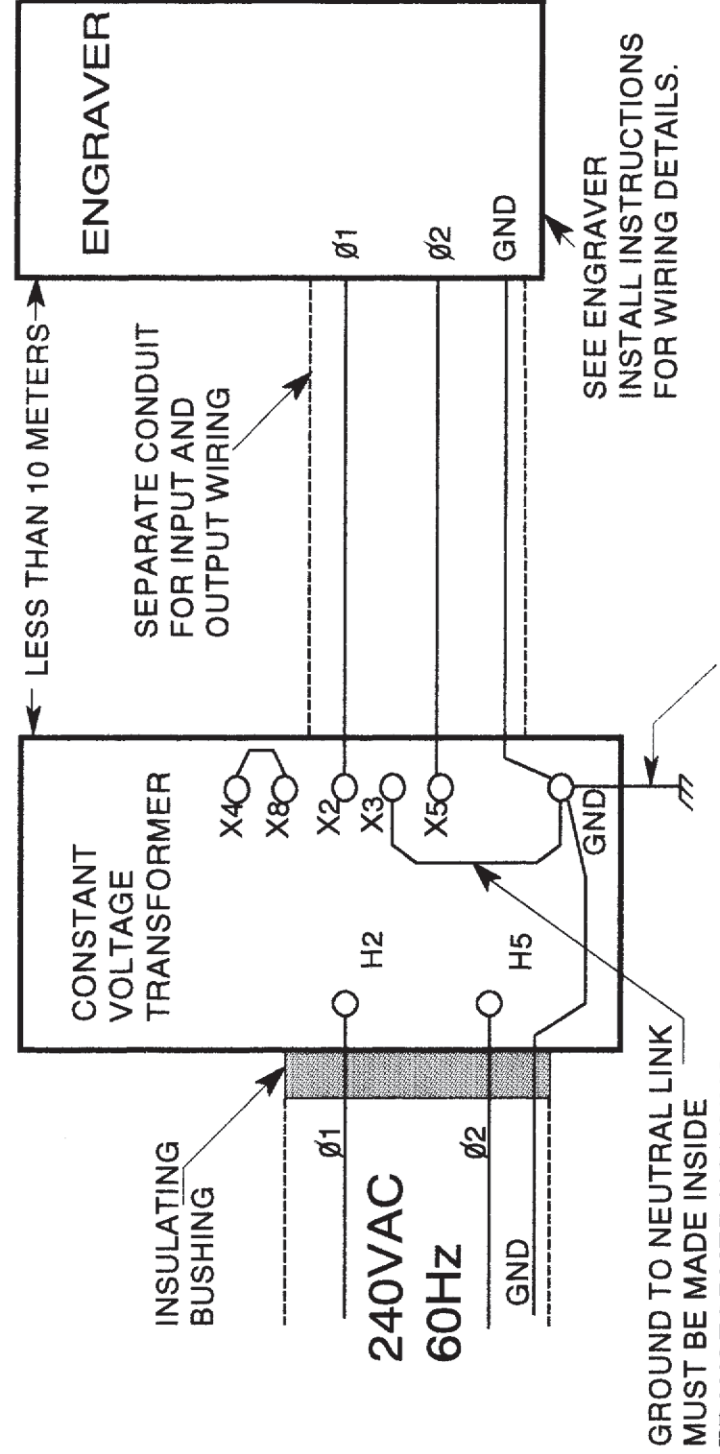 ENGRAVER
LESS THAN 10 METERS
Ø1
Ø2
GND
SEE ENGRAVER
INSTALL INSTRUCTIONS
FOR WIRING DETAILS.
SEPARATE CONDUIT
FOR INPUT AND
OUTPUT WIRING
CONSTANT
VOLTAGE
TRANSFORMER
X4
X8
X2
X3
X5
GND
H2
H5
INSULATING
BUSHING
Ø1
240VAC
60Hz
Ø2
GND
GROUND TO NEUTRAL LINK
MUST BE MADE INSIDE